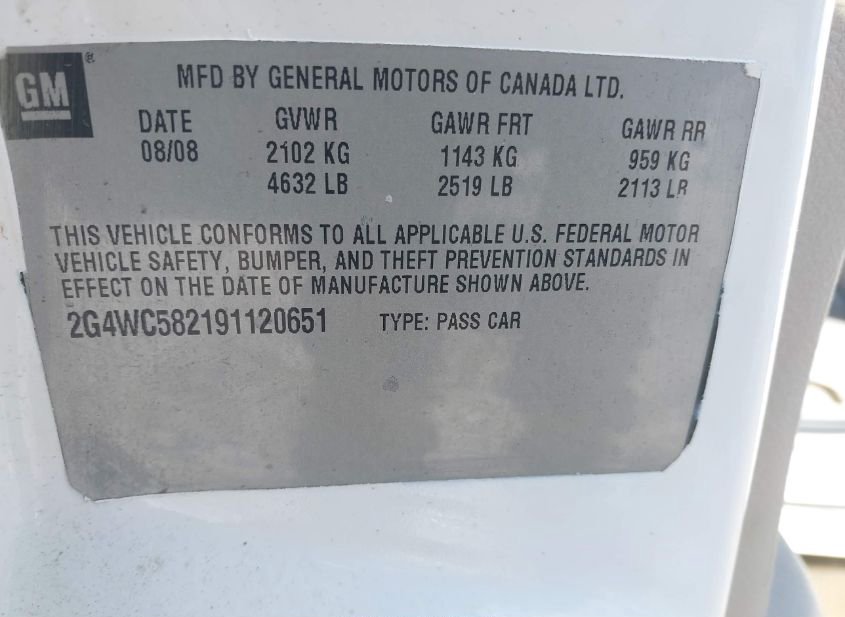 GM
MFD BY GENERAL MOTORS OF CANADA LTD.
DATE GVWR GAWR FRT GAWR RR
08/08 2102 KG 1143 KG 959 KG
4632 LB 2519 LB 2113 LB
THIS VEHICLE CONFORMS TO ALL APPLICABLE U.S. FEDERAL MOTOR
VEHICLE SAFETY, BUMPER, AND THEFT PREVENTION STANDARDS IN
EFFECT ON THE DATE OF MANUFACTURE SHOWN ABOVE.
2G4WC582191120651 TYPE: PASS CAR